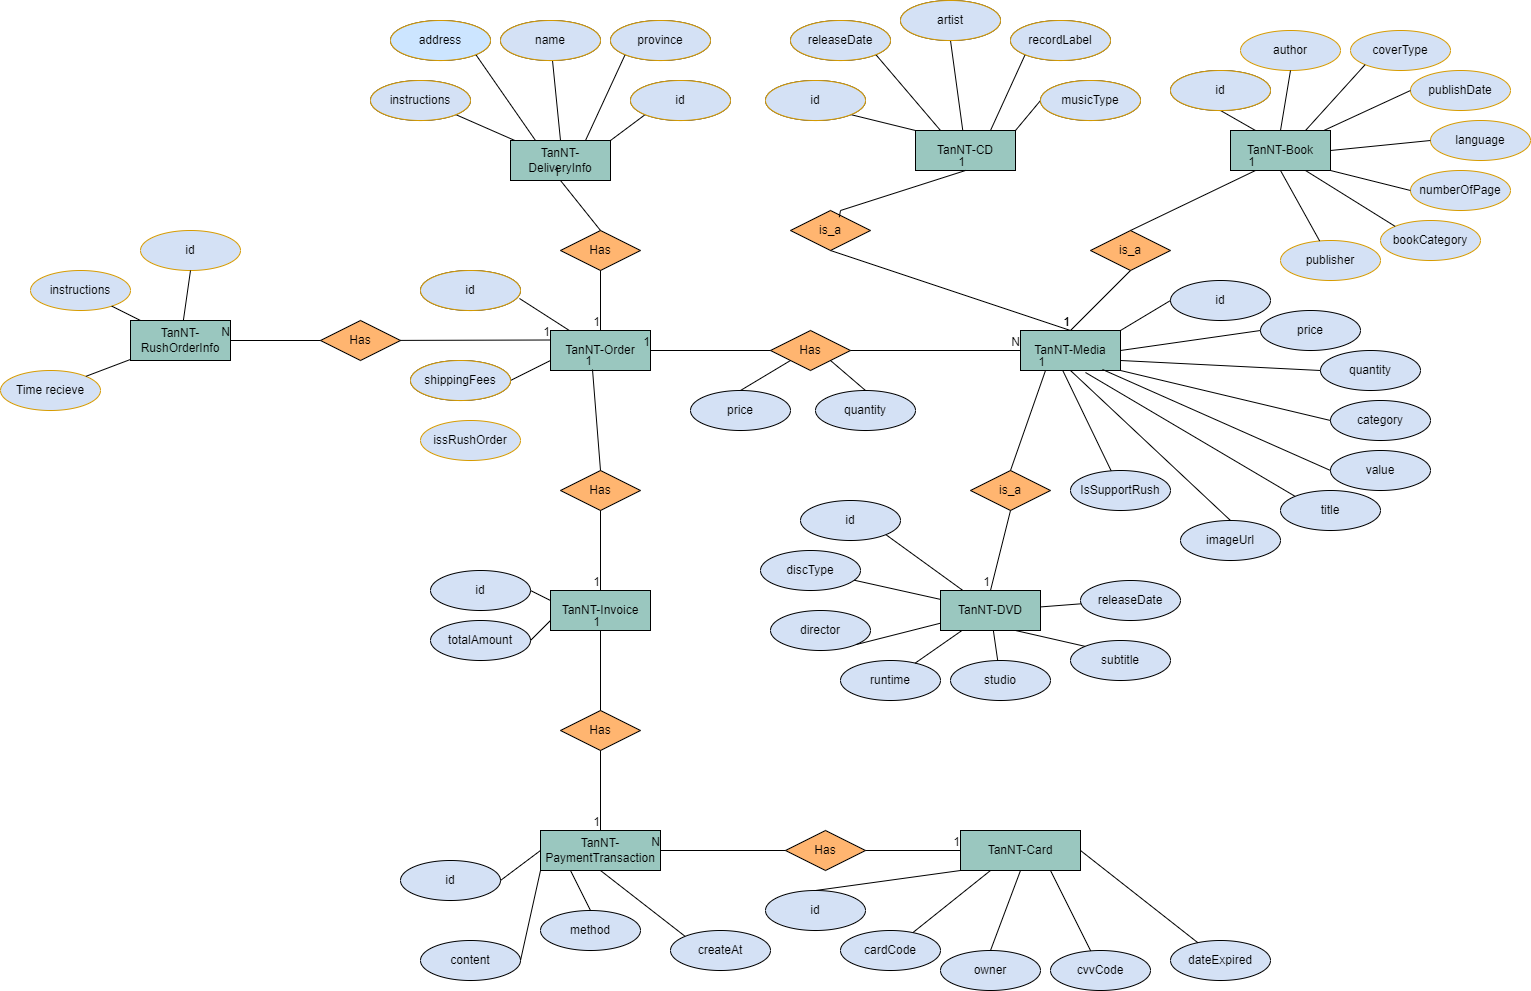 artist
address
name
province
releaseDate
recordLabel
author
coverType
instructions
id
id
musicType
id
publishDate
TanNT-
DeliveryInfo
1
TanNT-CD
1
TanNT-Book
1
language
numberOfPage
is_a
is_a
bookCategory
publisher
id
Has
instructions
id
id
price
TanNT-
RushOrderInfo
N
Has
1
1
TanNT-Order
1
1
Has
N
1
TanNT-Media
1
quantity
Time recieve
shippingFees
price
quantity
category
issRushOrder
value
Has
is_a
IsSupportRush
title
id
imageUrl
discType
id
1
1
TanNT-Invoice
1
TanNT-DVD
releaseDate
totalAmount
director
subtitle
runtime
studio
Has
1
TanNT-
PaymentTransaction
N
Has
1
TanNT-Card
id
id
method
content
createAt
cardCode
owner
cvvCode
dateExpired